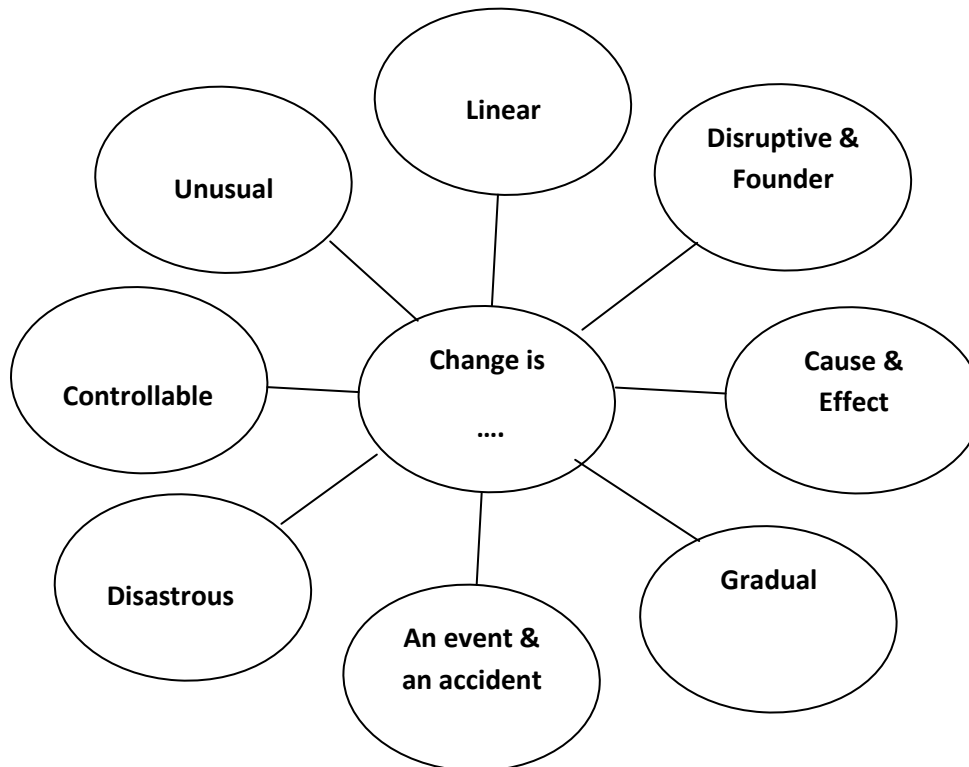 Linear
Disruptive &
Founder
Unusual
Change is
....
Cause &
Effect
Controllable
Gradual
Disastrous
An event &
an accident